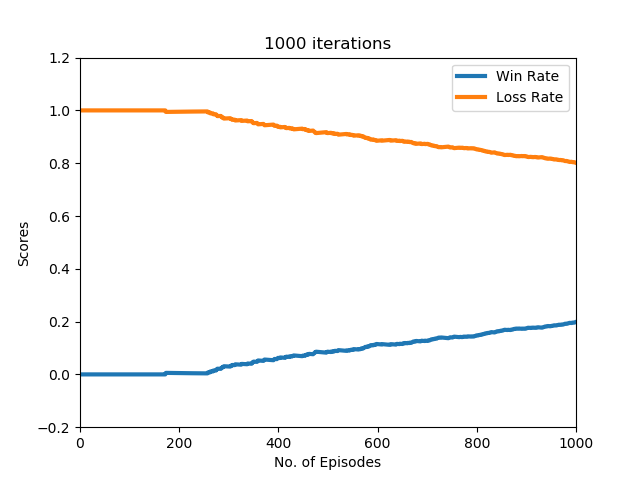 1000 iterations
Win Rate
Loss Rate
1.2
1.0
0.8
0.6
0.4
0.2
0.0
−0.2
Scores
0
200
400
600
800
1000
No. of Episodes